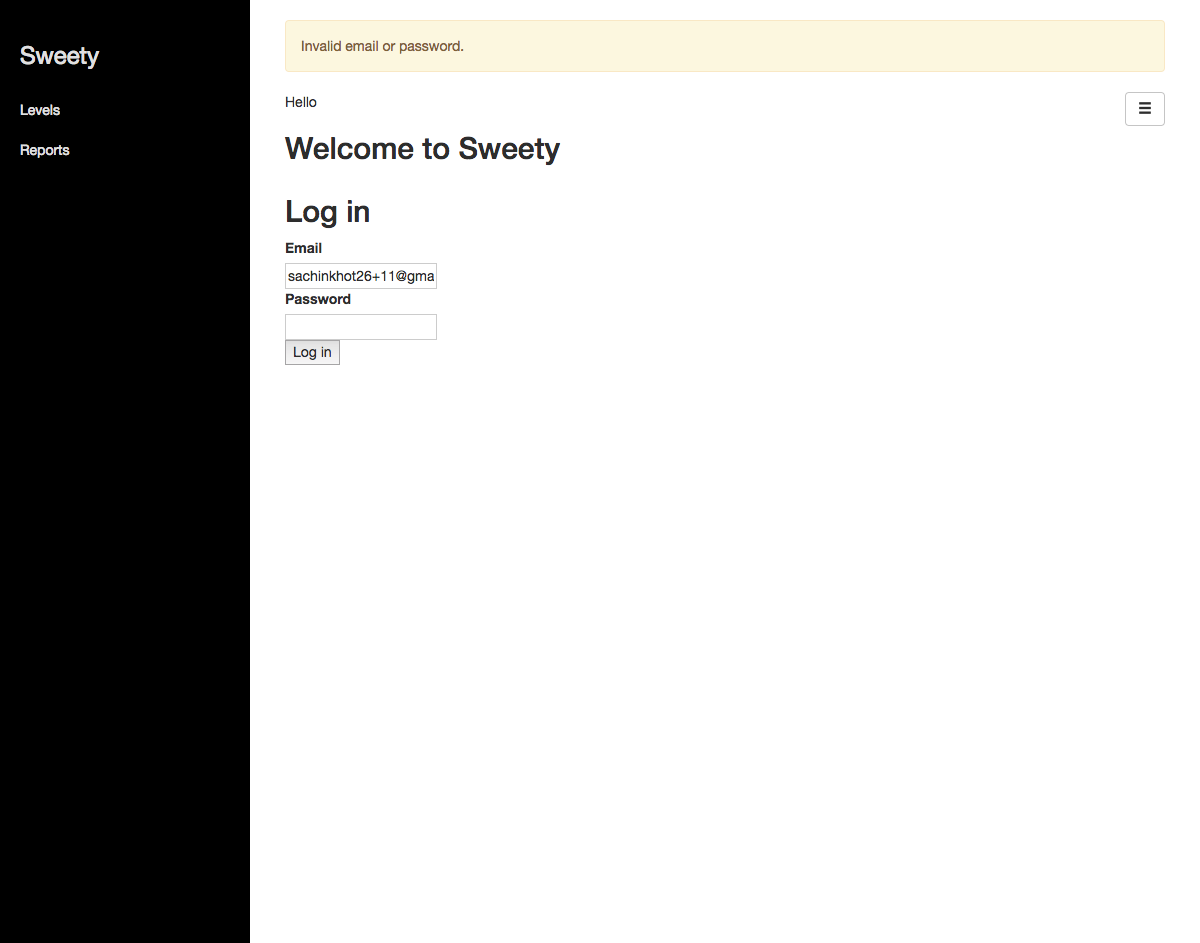 Sweety
Levels
Reports
Invalid email or password.
Hello
Welcome to Sweety
Log in
Email
sachinkhot26+11@gma
Password
Log in